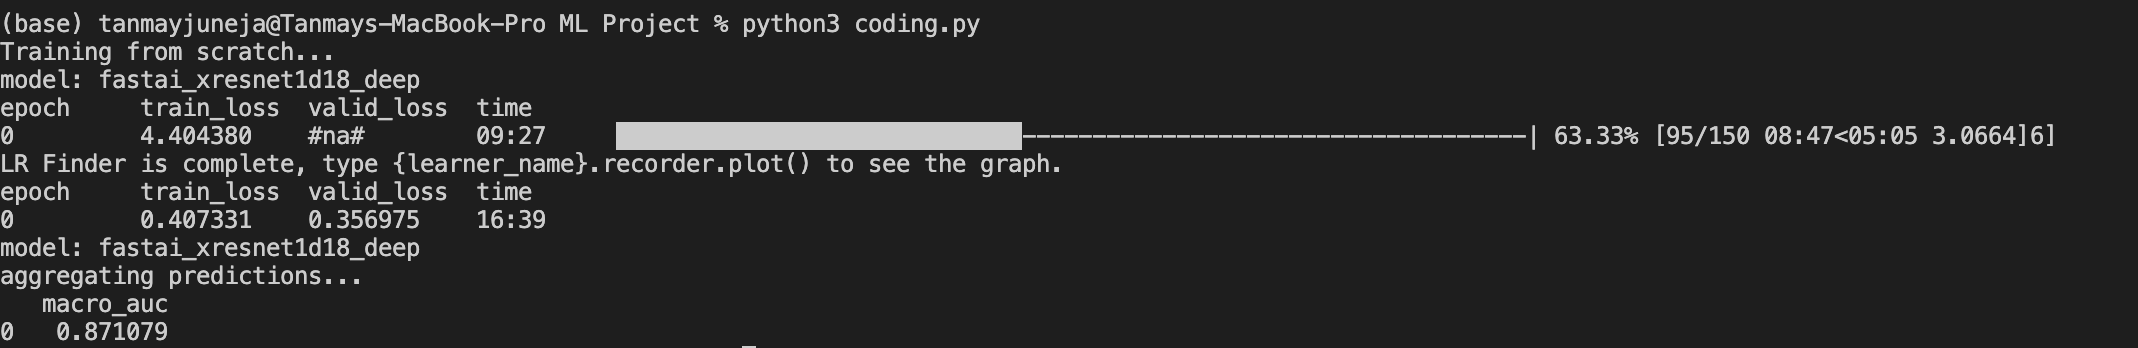 (base) tanmayjuneja@Tanmays-MacBook-Pro ML Project % python3 coding.py
Training from scratch...
model: fastai_xresnet1d18_deep
epoch     train_loss  valid_loss  time
0         4.404380    #na#        09:27     ------------------------------------| 63.33% [95/150 08:47<05:05 3.0664]6]
LR Finder is complete, type {learner_name}.recorder.plot() to see the graph.
epoch     train_loss  valid_loss  time
0         0.407331    0.356975    16:39
model: fastai_xresnet1d18_deep
aggregating predictions...
   macro_auc
0   0.871079